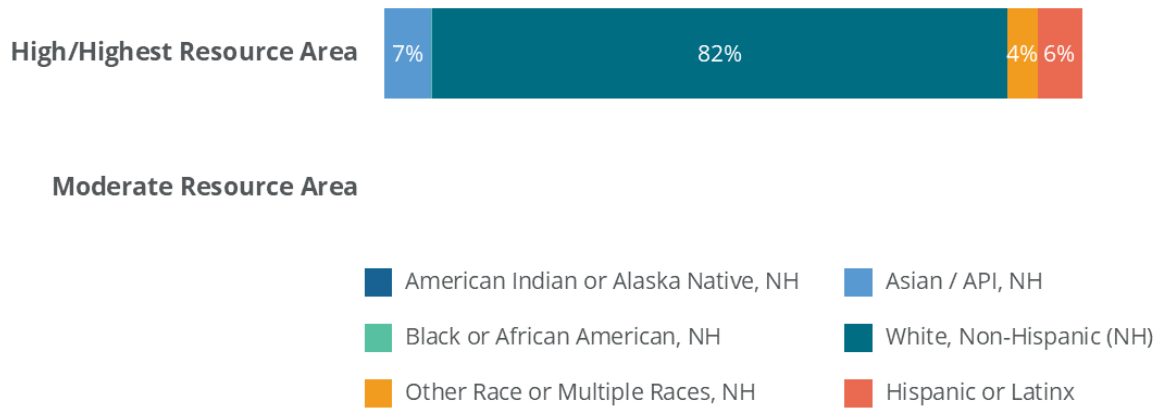 High/Highest Resource Area 7% 82% 4% 6%
Moderate Resource Area
American Indian or Alaska Native, NH Asian / API, NH
Black or African American, NH White, Non-Hispanic (NH)
Other Race or Multiple Races, NH Hispanic or Latinx